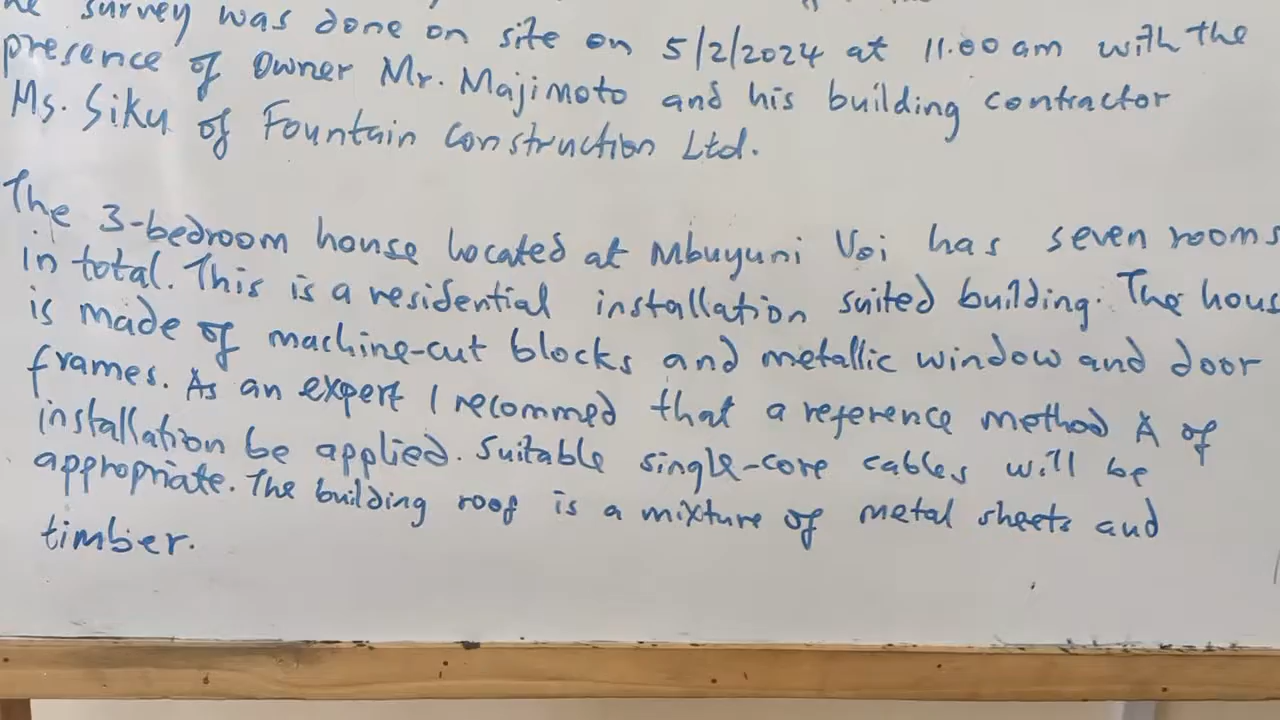 survey was done on site on 5/2/2024 at 11.00 am with the
presence of Owner Mr. Majimoto and his building contractor
Ms. Siku of Fountain Construction Ltd.
The 3-bedroom house located at Mbuyuni Voi has seven rooms
in total. This is a residential installation suited building. The hous
is made of machine-cut blocks and metallic window and door
frames. As an expert I recommed that a reference method A of
installation be applied. Suitable single-core cables will be
appropriate. The building roof is a mixture of metal sheets and
timber.